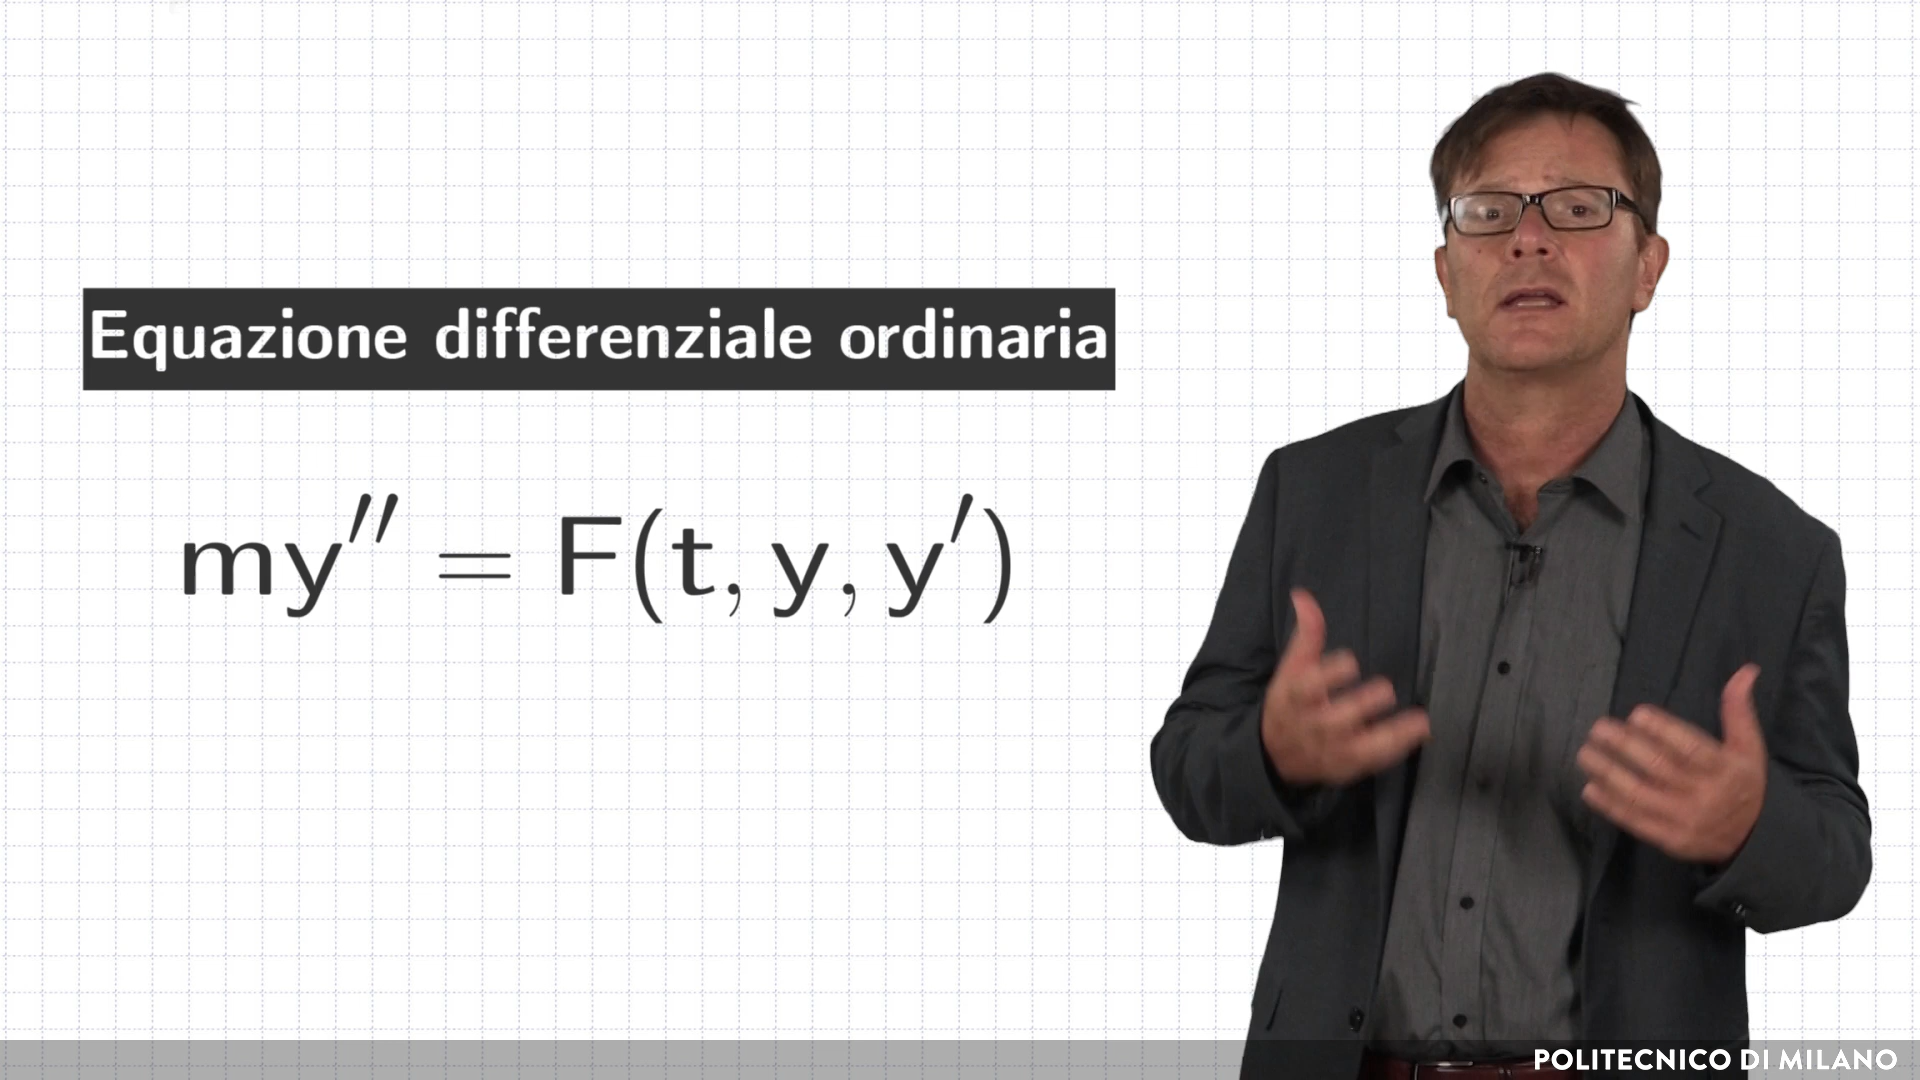 Equazione differenziale ordinaria
my″ = F(t, y, y′)
POLITECNICO DI MILANO